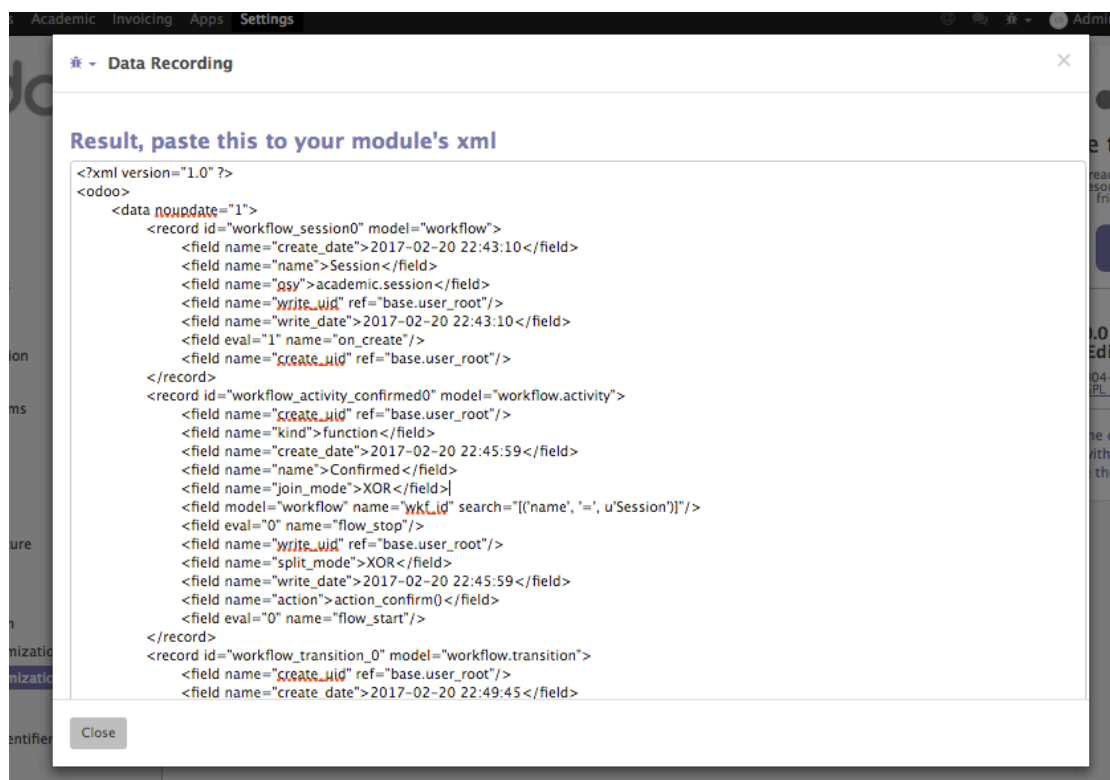 Academic Invoicing Apps Settings
Data Recording
×
Result, paste this to your module's xml
<?xml version="1.0" ?>
<odoo>
<data noupdate="1">
<record id="workflow_session0" model="workflow">
<field name="create_date">2017-02-20 22:43:10</field>
<field name="name">Session</field>
<field name="osv">academic.session</field>
<field name="write_uid" ref="base.user_root"/>
<field name="write_date">2017-02-20 22:43:10</field>
<field eval="1" name="on_create"/>
<field name="create_uid" ref="base.user_root"/>
</record>
<record id="workflow_activity_confirmed0" model="workflow.activity">
<field name="create_uid" ref="base.user_root"/>
<field name="kind">function</field>
<field name="create_date">2017-02-20 22:45:59</field>
<field name="name">Confirmed</field>
<field name="join_mode">XOR</field>
<field model="workflow" name="wkf_id" search="[('name', '=', u'Session')]"/>
<field eval="0" name="flow_stop"/>
<field name="write_uid" ref="base.user_root"/>
<field name="split_mode">XOR</field>
<field name="write_date">2017-02-20 22:45:59</field>
<field name="action">action_confirm()</field>
<field eval="0" name="flow_start"/>
</record>
<record id="workflow_transition_0" model="workflow.transition">
<field name="create_uid" ref="base.user_root"/>
<field name="create_date">2017-02-20 22:49:45</field>
Close